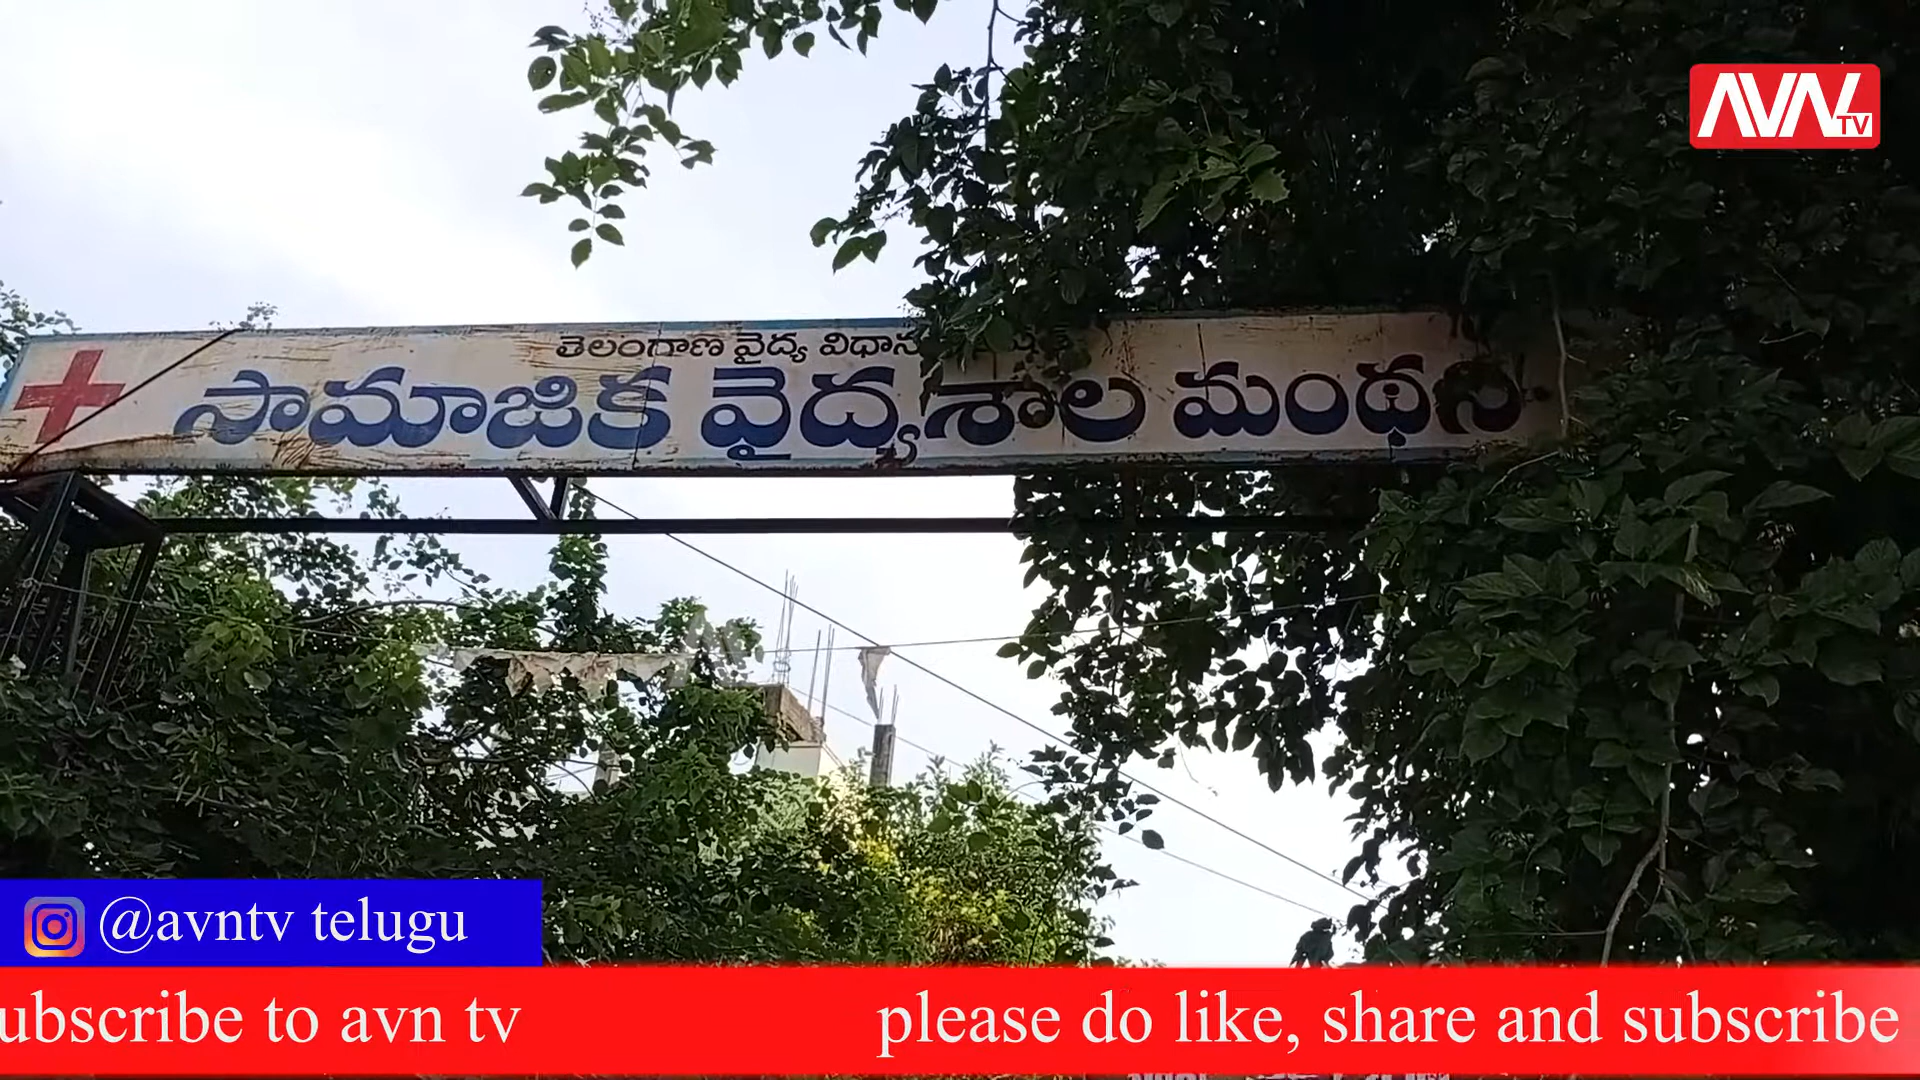 AVN TV
తెలంగాణ వైద్య విధాన
సామాజిక వైద్యశాల మంథని
@avntv telugu
ubscribe to avn tv please do like, share and subscribe